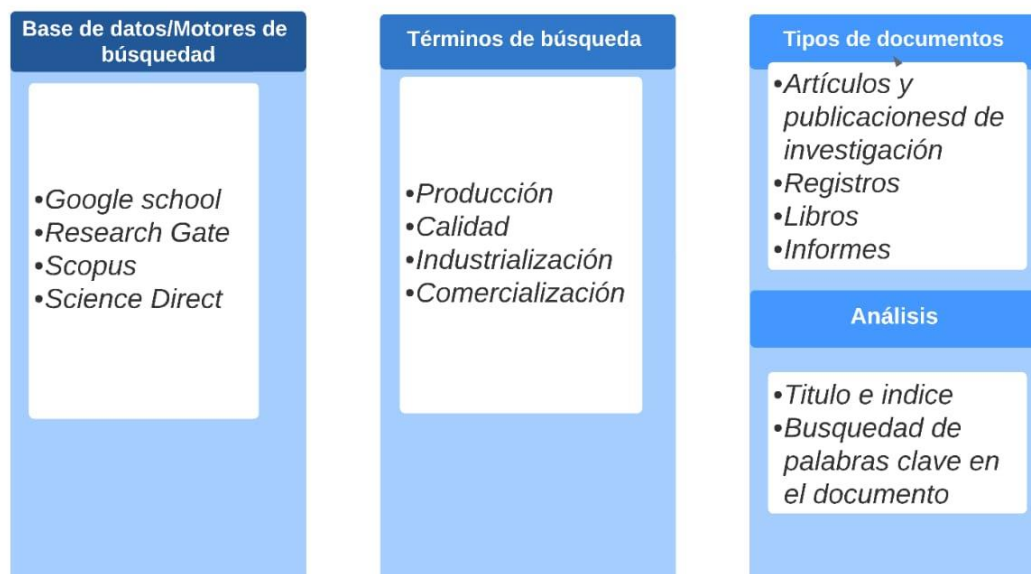 Base de datos/Motores de
búsquedad
•Google school
•Research Gate
•Scopus
•Science Direct
Términos de búsqueda
•Producción
•Calidad
•Industrialización
•Comercialización
Tipos de documentos
•Artículos y
publicacionesd de
investigación
•Registros
•Libros
•Informes
Análisis
•Titulo e indice
•Busquedad de
palabras clave en
el documento